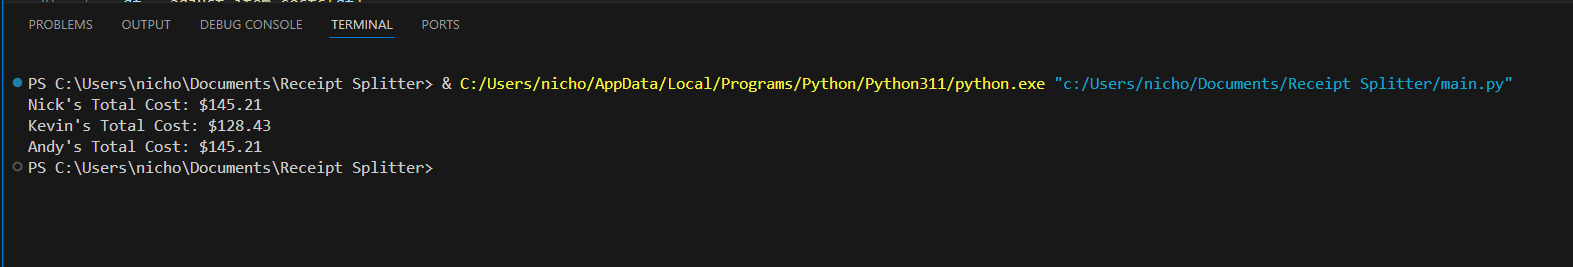 PROBLEMS OUTPUT DEBUG CONSOLE TERMINAL PORTS
PS C:\Users\nicho\Documents\Receipt Splitter> & C:/Users/nicho/AppData/Local/Programs/Python/Python311/python.exe "c:/Users/nicho/Documents/Receipt Splitter/main.py"
Nick's Total Cost: $145.21
Kevin's Total Cost: $128.43
Andy's Total Cost: $145.21
PS C:\Users\nicho\Documents\Receipt Splitter>